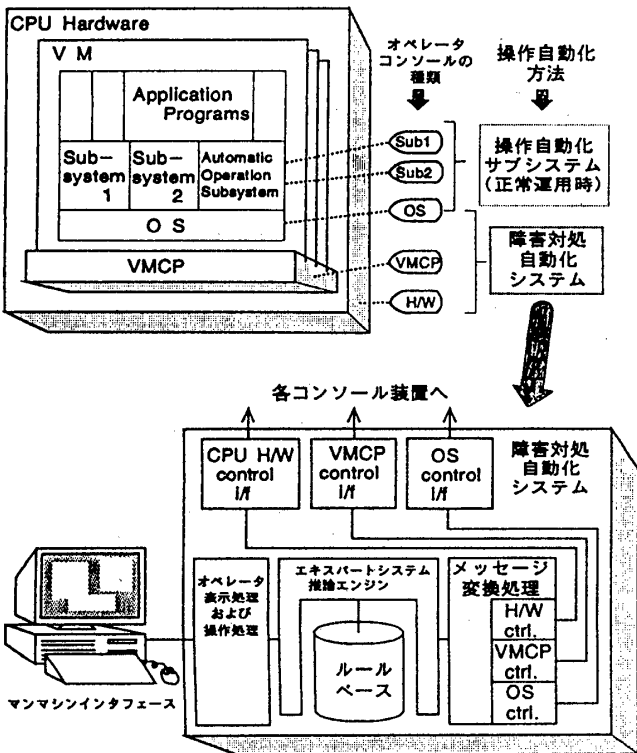 CPU Hardware
V M
Application
Programs
Sub-
system
1
Sub-
system
2
Automatic
Operation
Subsystem
O S
VMCP
オペレータ
コンソールの
種類
Sub1
Sub2
OS
VMCP
H/W
操作自動化
方法
操作自動化
サブシステム
(正常運用時)
障害対処
自動化
システム
各コンソール装置へ
CPU H/W
control
i/f
VMCP
control
i/f
OS
control
i/f
障害対処
自動化
システム
オペレータ
表示処理
および
操作処理
エキスパートシステム
推論エンジン
ルール
ベース
メッセージ
変換処理
H/W
ctrl.
VMCP
ctrl.
OS
ctrl.
マンマシンインタフェース